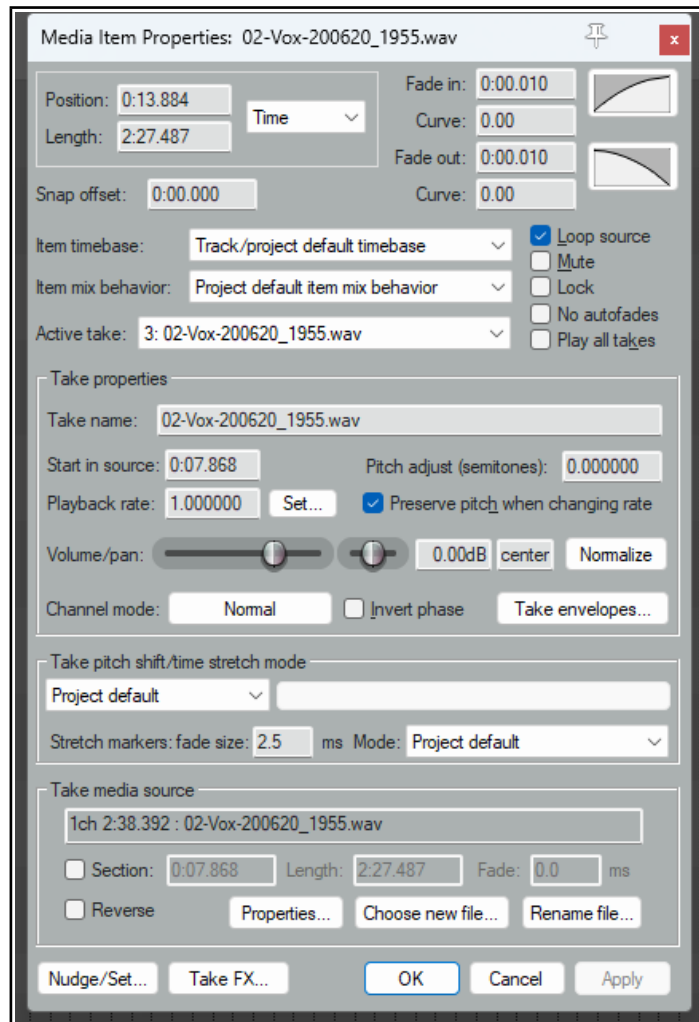 Media Item Properties: 02-Vox-200620_1955.wav
Position: 0:13.884 Time
Length: 2:27.487
Fade in: 0:00.010
Curve: 0.00
Fade out: 0:00.010
Curve: 0.00
Snap offset: 0:00.000
Item timebase: Track/project default timebase
Item mix behavior: Project default item mix behavior
Active take: 3: 02-Vox-200620_1955.wav
Loop source
Mute
Lock
No autofades
Play all takes
Take properties
Take name: 02-Vox-200620_1955.wav
Start in source: 0:07.868 Pitch adjust (semitones): 0.000000
Playback rate: 1.000000 Set... Preserve pitch when changing rate
Volume/pan: 0.00dB center Normalize
Channel mode: Normal Invert phase Take envelopes...
Take pitch shift/time stretch mode
Project default
Stretch markers: fade size: 2.5 ms Mode: Project default
Take media source
1ch 2:38.392 : 02-Vox-200620_1955.wav
Section: 0:07.868 Length: 2:27.487 Fade: 0.0 ms
Reverse Properties... Choose new file... Rename file...
Nudge/Set... Take FX... OK Cancel Apply